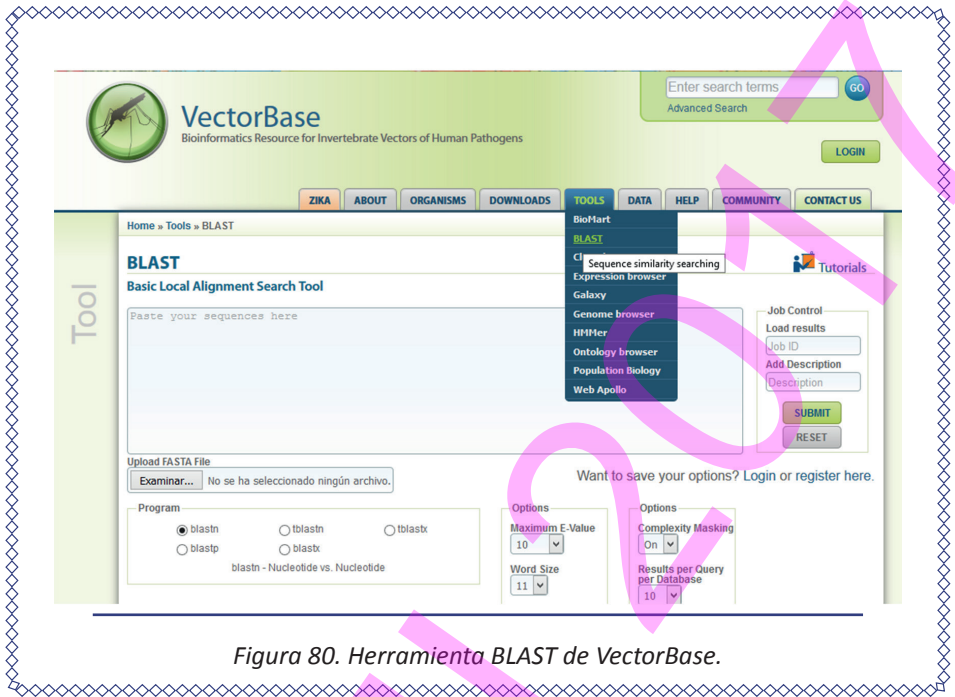 Enter search terms
GO
Advanced Search
VectorBase
Bioinformatics Resource for Invertebrate Vectors of Human Pathogens
LOGIN
ZIKA ABOUT ORGANISMS DOWNLOADS TOOLS DATA HELP COMMUNITY CONTACT US
Home » Tools » BLAST
BioMart
BLAST
Sequence similarity searching
Expression browser
Galaxy
Genome browser
HMMer
Ontology browser
Population Biology
Web Apollo
Tool
BLAST
Tutorials
Basic Local Alignment Search Tool
Paste your sequences here
Job Control
Load results
Job ID
Add Description
Description
SUBMIT
RESET
Upload FASTA File
Examinar... No se ha seleccionado ningún archivo.
Want to save your options? Login or register here.
Program
blastn tblastn tblastx
blastp blastx
blastn - Nucleotide vs. Nucleotide
Options
Maximum E-Value
10
Word Size
11
Options
Complexity Masking
On
Results per Query
per Database
10
Figura 80. Herramienta BLAST de VectorBase.